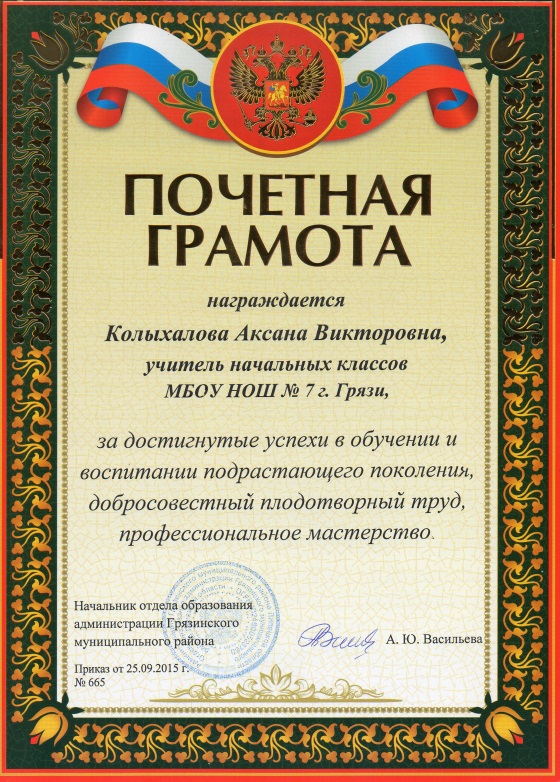 ПОЧЕТНАЯ
ГРАМОТА
награждается
Колыхалова Аксана Викторовна,
учитель начальных классов
МБОУ НОШ № 7 г. Грязи,
за достигнутые успехи в обучении и
воспитании подрастающего поколения,
добросовестный плодотворный труд,
профессиональное мастерство.
Начальник отдела образования
администрации Грязинского
муниципального района
А. Ю. Васильева
Приказ от 25.09.2015 г.
№ 665